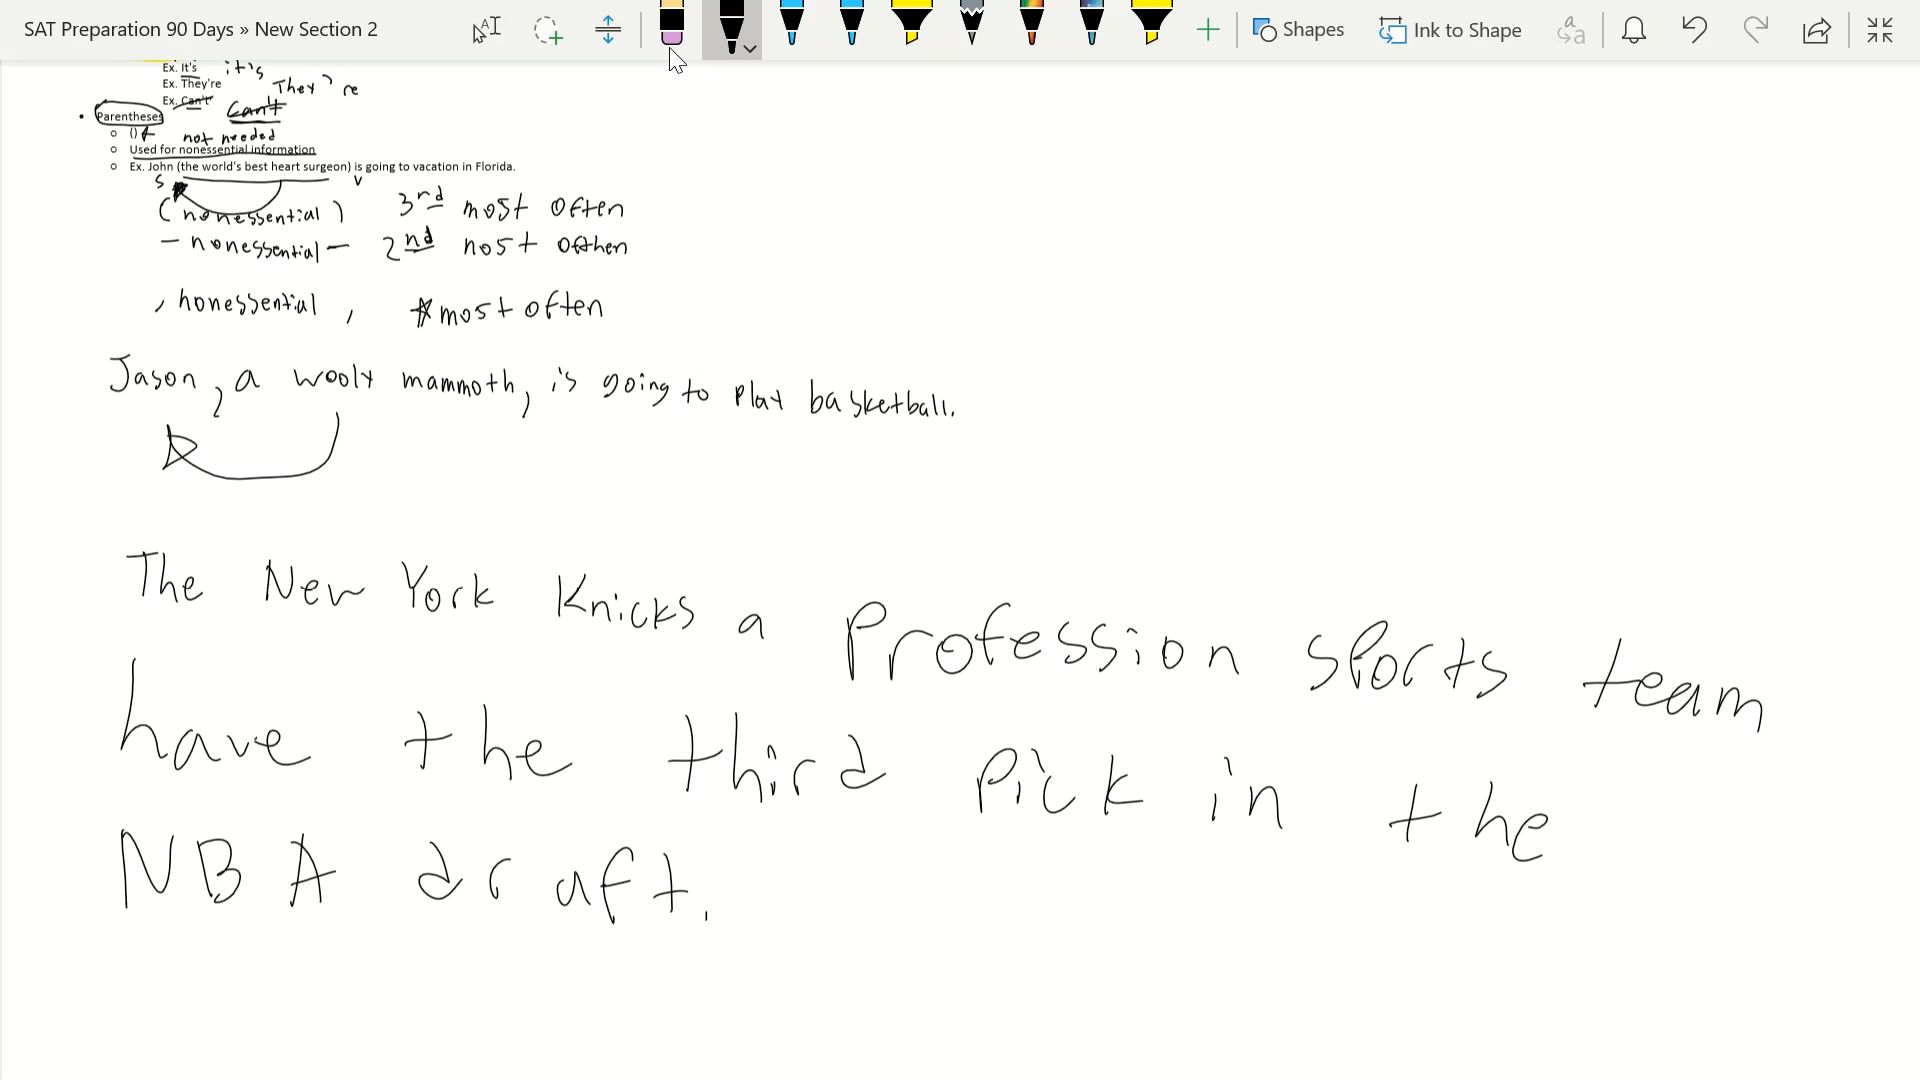 SAT Preparation 90 Days » New Section 2
Shapes
Ink to Shape
Ex. It's it's
Ex. They're They're
Ex. Can't Can't
• Parentheses
() not needed
Used for nonessential information
Ex. John (the world's best heart surgeon) is going to vacation in Florida.
S V
(nonessential) 3rd most often
- nonessential - 2nd most ofthen
, nonessential, *most often
Jason, a wooly mammoth, is going to play basketball.
The New York Knicks a Profession sports team
have the third Pick in the
NBA draft.